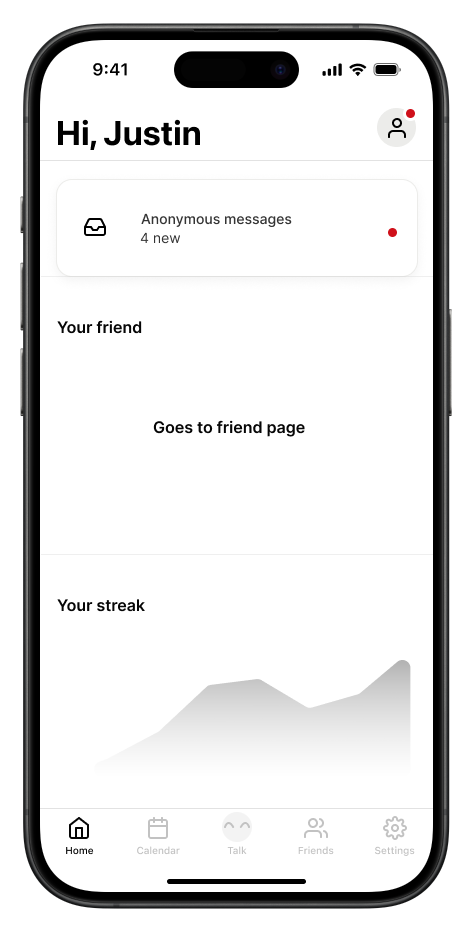 9:41
Hi, Justin
Anonymous messages
4 new
Your friend
Goes to friend page
Your streak
Home
Calendar
Talk
Friends
Settings